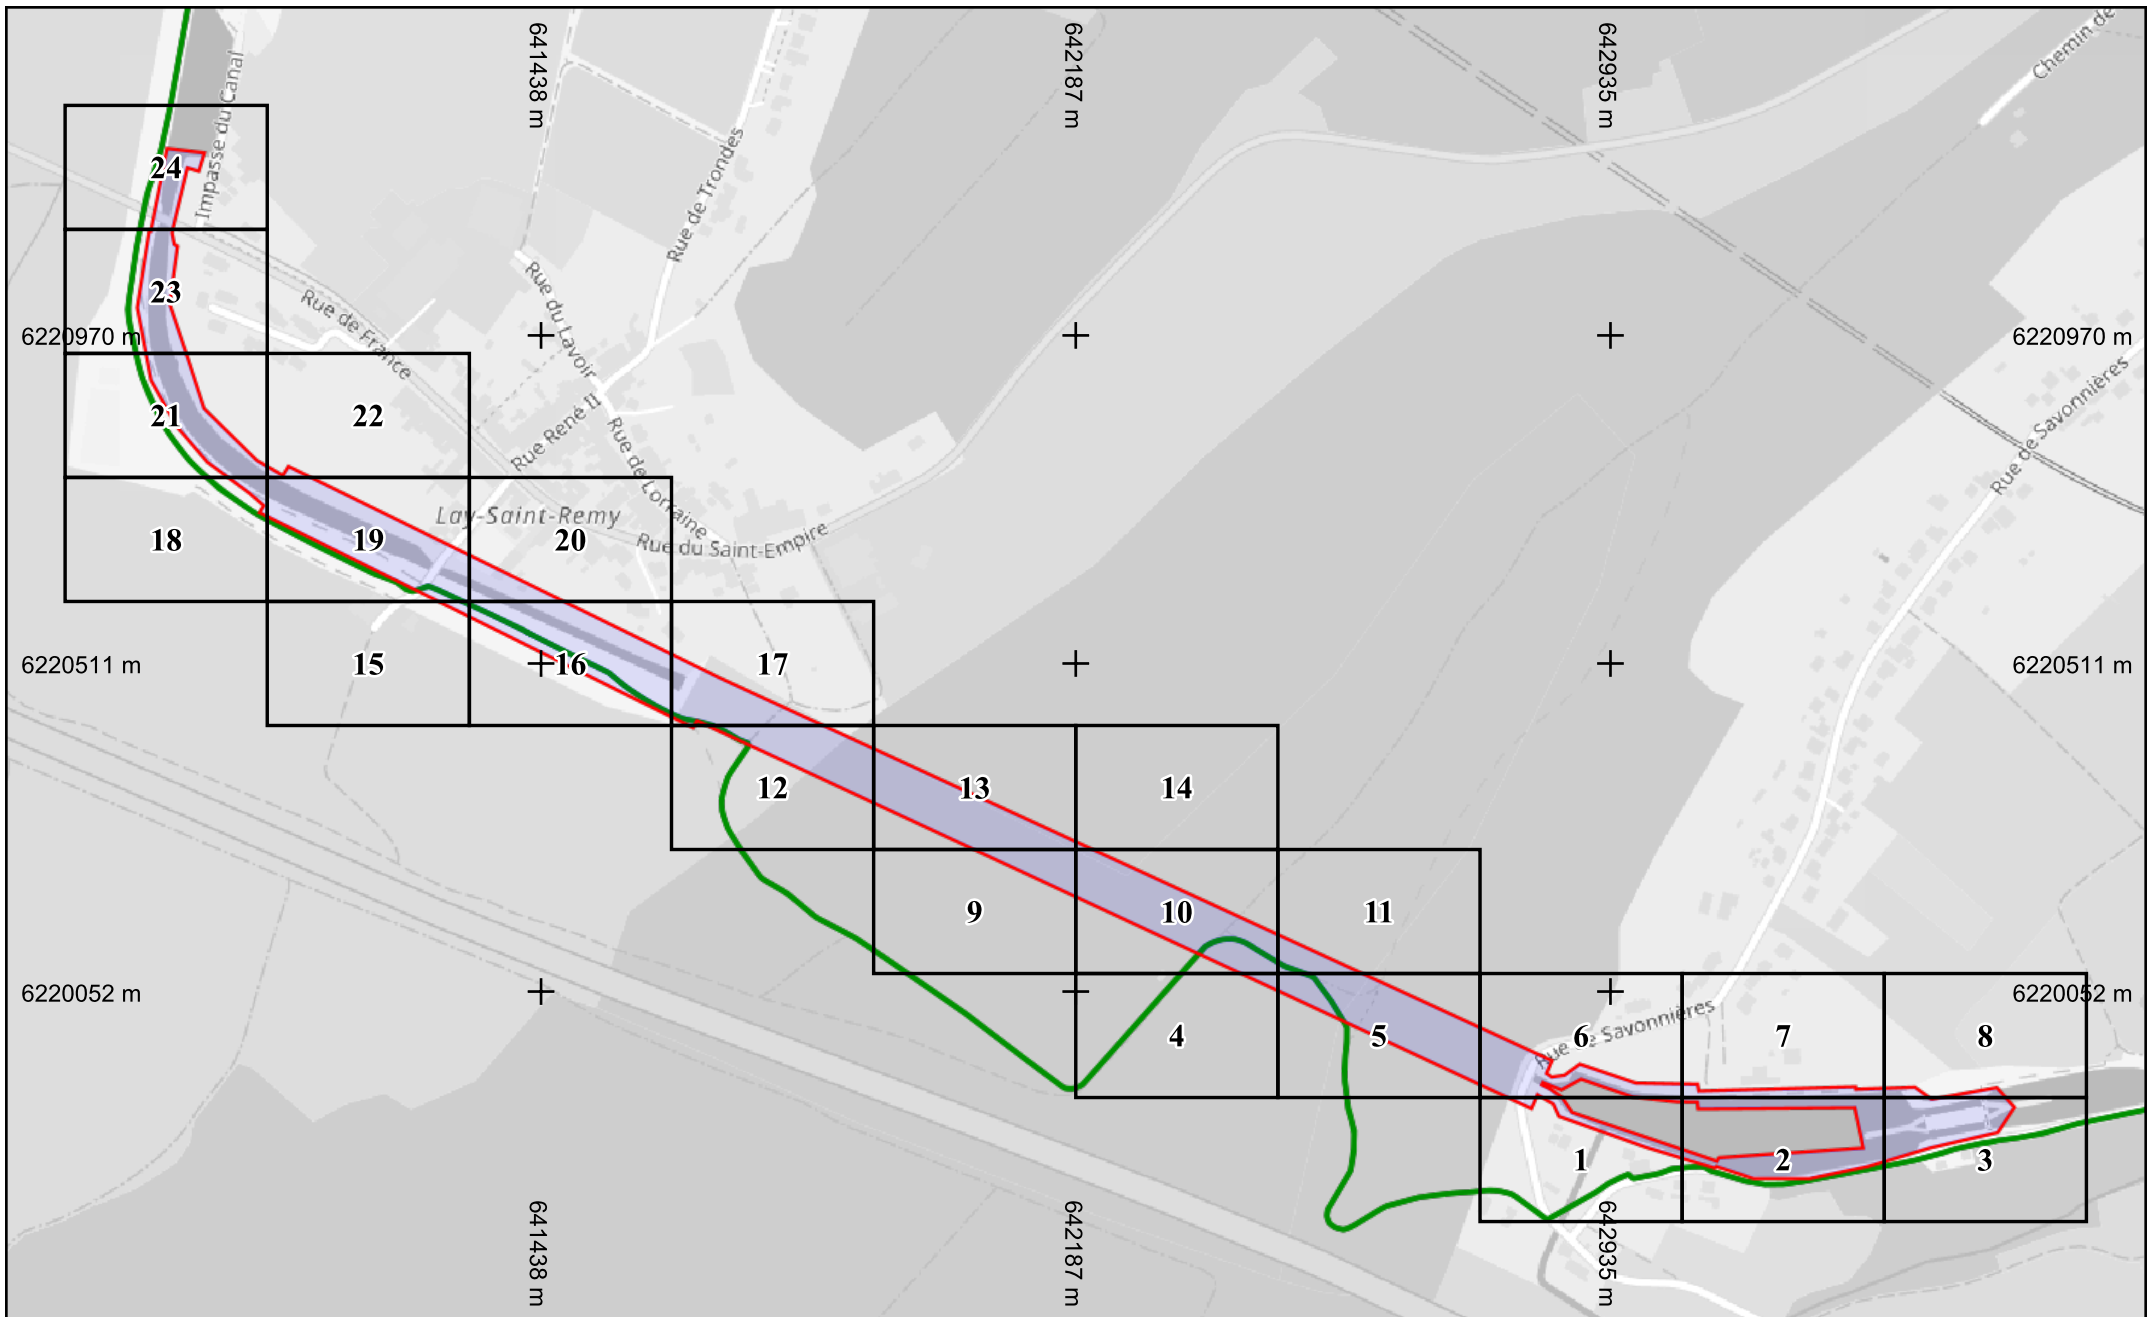 641438 m
642187 m
642935 m
Chemin de
Impasse du Canal
24
Rue de Trondes
23
Rue de France
Rue du Lavoir
6220970 m
6220970 m
Rue de Savonnières
21
22
Rue René II
Rue de Lorraine
Lay-Saint-Remy
18
19
20
Rue du Saint-Empire
6220511 m
15
16
17
6220511 m
12
13
14
9
10
11
6220052 m
6220052 m
4
5
6
Rue de Savonnières
7
8
1
2
3
641438 m
642187 m
642935 m